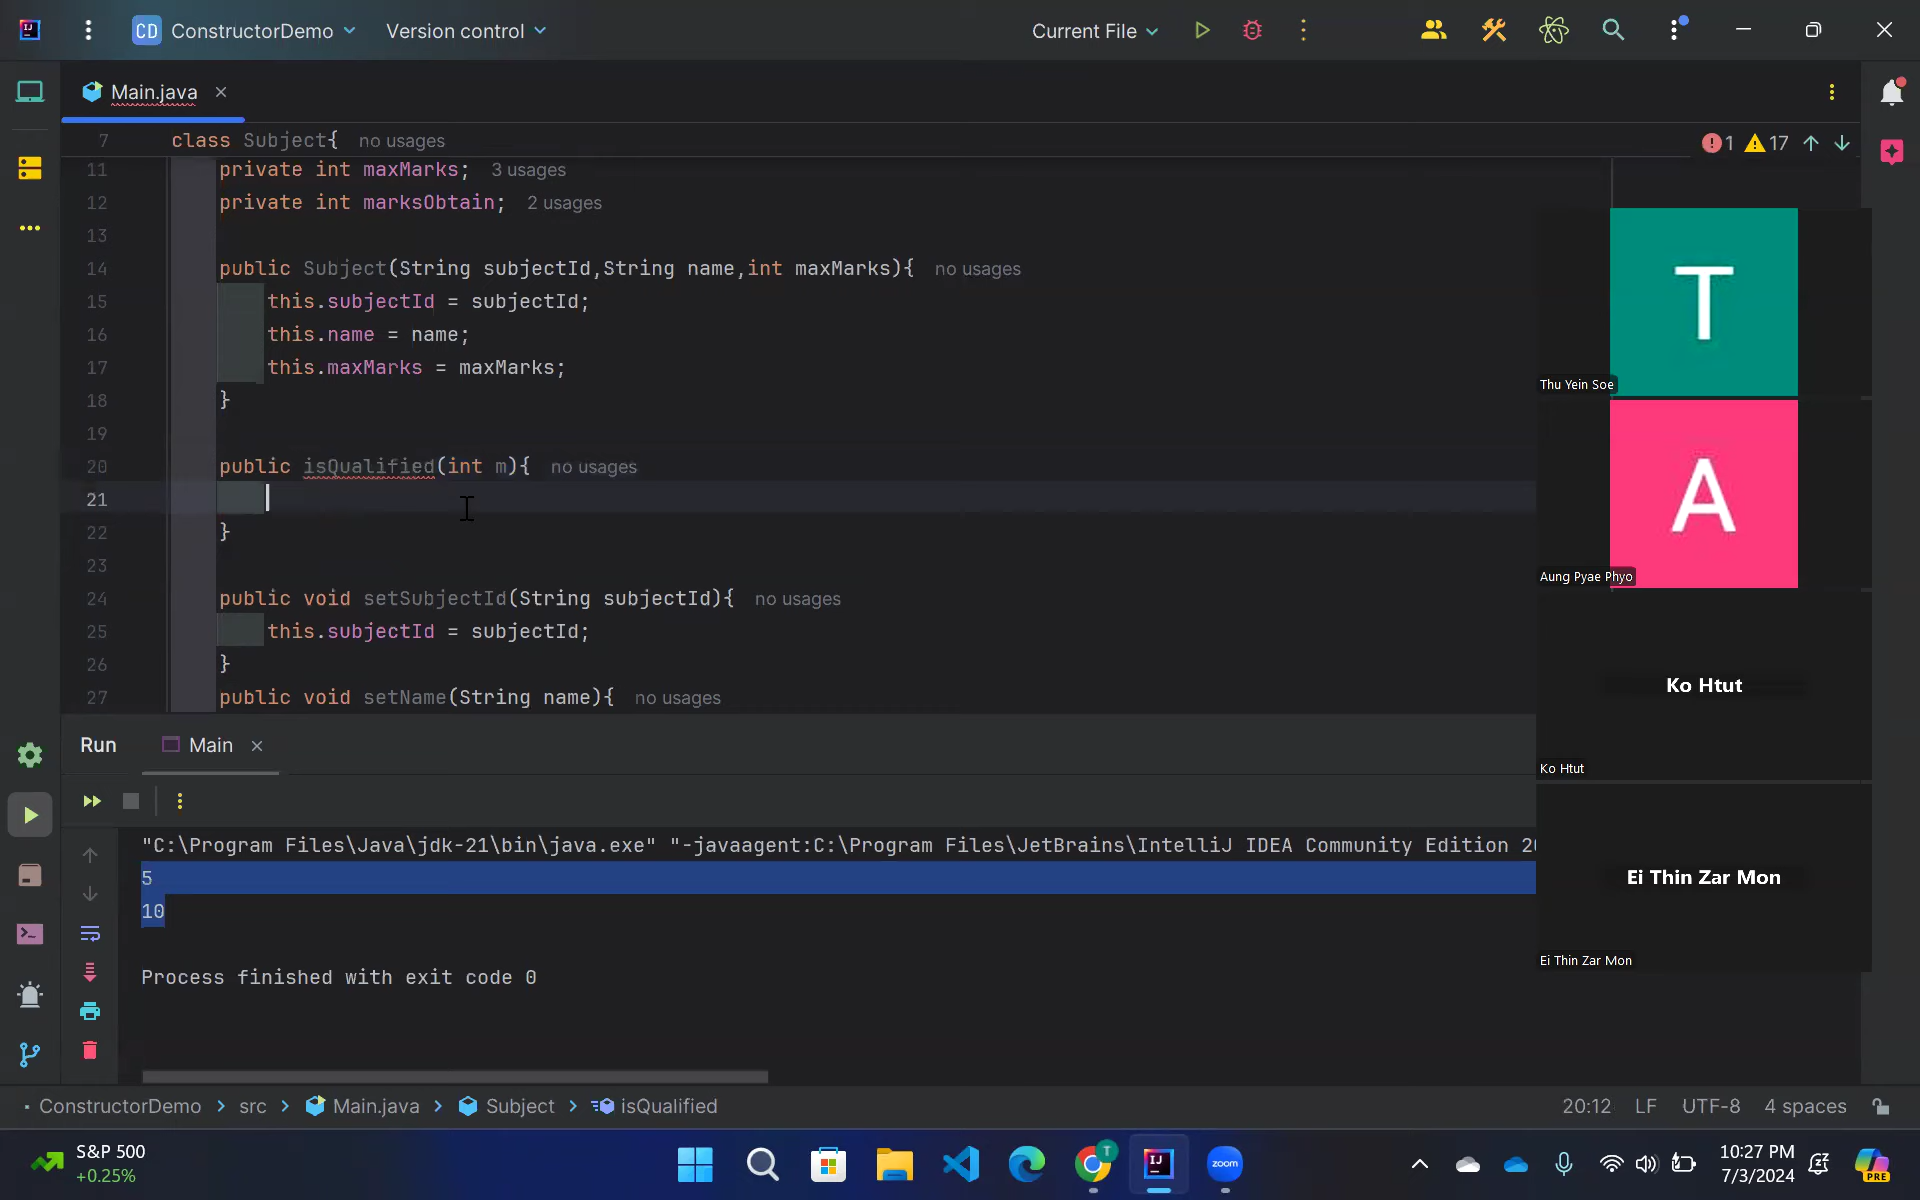 CD ConstructorDemo Version control Current File
Main.java
7 class Subject{ no usages 1 17
11 private int maxMarks; 3 usages
12 private int marksObtain; 2 usages
13
14 public Subject(String subjectId,String name,int maxMarks){ no usages
15 this.subjectId = subjectId;
16 this.name = name;
17 this.maxMarks = maxMarks;
18 }
19
20 public isQualified(int m){ no usages
21
22 }
23
24 public void setSubjectId(String subjectId){ no usages
25 this.subjectId = subjectId;
26 }
27 public void setName(String name){ no usages
T
Thu Yein Soe
A
Aung Pyae Phyo
Ko Htut
Ko Htut
Ei Thin Zar Mon
Ei Thin Zar Mon
Run Main
"C:\Program Files\Java\jdk-21\bin\java.exe" "-javaagent:C:\Program Files\JetBrains\IntelliJ IDEA Community Edition
5
10
Process finished with exit code 0
ConstructorDemo > src > Main.java > Subject > isQualified 20:12 LF UTF-8 4 spaces
S&P 500
+0.25%
T
IJ
zoom
PRE
10:27 PM
7/3/2024